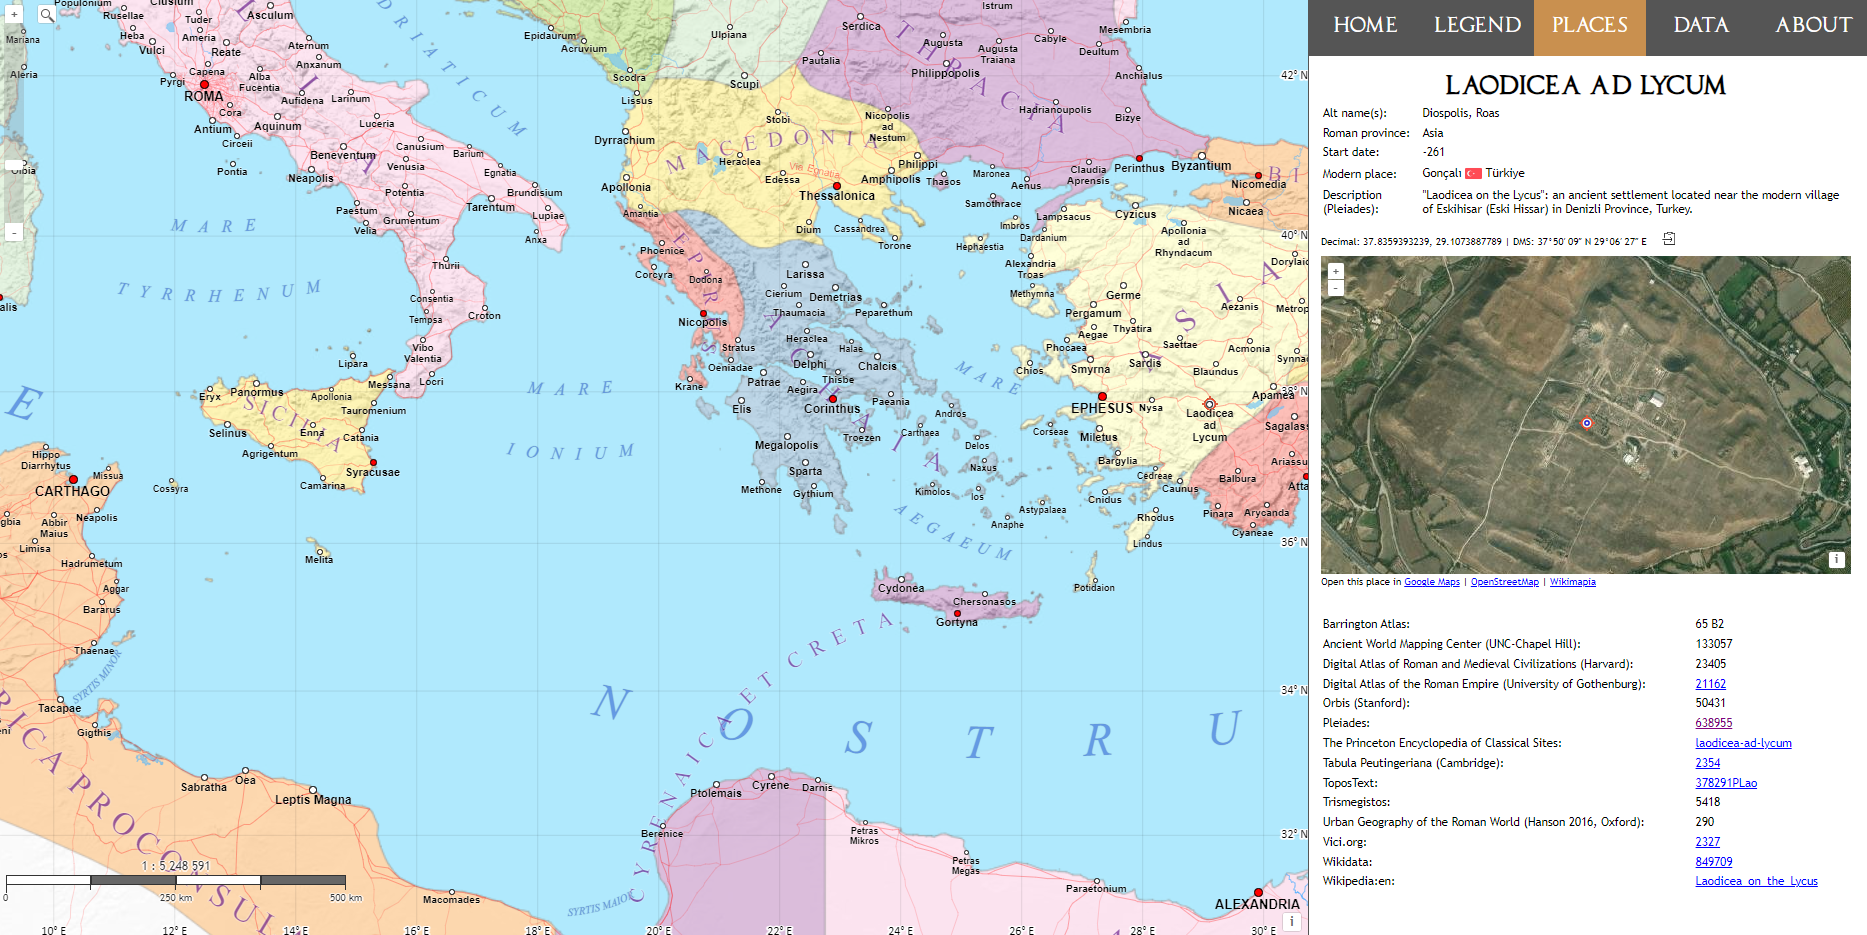 HOME LEGEND PLACES DATA ABOUT
LAODICEA AD LYCUM
Alt name(s): Diospolis, Roas
Roman province: Asia
Start date: -261
Modern place: Gonçalı Türkiye
Description (Pleiades): "Laodicea on the Lycus": an ancient settlement located near the modern village
of Eskihisar (Eski Hissar) in Denizli Province, Turkey.
Decimal: 37.8359393239, 29.1073887789 | DMS: 37°50′09″ N 29°06′27″ E
+
-
i
Open this place in Google Maps | OpenStreetMap | Wikimapia
Barrington Atlas: 65 B2
Ancient World Mapping Center (UNC-Chapel Hill): 133057
Digital Atlas of Roman and Medieval Civilizations (Harvard): 23405
Digital Atlas of the Roman Empire (University of Gothenburg): 21162
Orbis (Stanford): 50431
Pleiades: 638955
The Princeton Encyclopedia of Classical Sites: laodicea-ad-lycum
Tabula Peutingeriana (Cambridge): 2354
ToposText: 378291PLao
Trismegistos: 5418
Urban Geography of the Roman World (Hanson 2016, Oxford): 290
Vici.org: 2327
Wikidata: 849709
Wikipedia:en: Laodicea_on_the_Lycus
+
-
Populonium
Clusium
Rusellae
Tuder
Asculum
Heba
Ameria
Vulci
Reate
Aternum
Anxanum
Mariana
Aleria
Capena
Pyrgi
Alba Fucentia
ROMA
Aufidena
Larinum
Cora
Antium
Aquinum
Luceria
Circeii
Beneventum
Canusium
Barium
Venusia
Egnatia
Pontia
Neapolis
Potentia
Brundisium
Paestum
Grumentum
Tarentum
Lupiae
Velia
Anxa
Thurii
Consentia
Tempsa
Croton
Vibo Valentia
Locri
Lipara
Messana
Eryx
Panormus
Apollonia
Tauromenium
Selinus
Enna
Catania
Agrigentum
Syracusae
Camarina
Cossyra
Melita
SICILIA
MARE
TYRRHENUM
ADRIATICUM
MARE
IONIUM
MARE
AEGAEUM
E
NOSTRU
Hippo Diarrhytus
Missua
CARTHAGO
Neapolis
Abbir Maius
Limisa
Hadrumetum
Aggar
Bararus
Thaenae
SYRTIS MINOR
Tacapae
Gigthis
Sabratha
Oea
Leptis Magna
Macomades
SYRTIS MAIOR
RICA PROCONSUL
Epidaurum
Acruvium
Ulpiana
Scodra
Scupi
Lissus
Serdica
Istrum
Augusta
Augusta Traiana
Cabyle
Mesembria
Deultum
Pautalia
Philippopolis
Anchialus
THRACIA
Hadrianoupolis
Bizye
Dyrrachium
Stobi
Nicopolis ad Nestum
MACEDONIA
Heraclea
Via Egnatia
Edessa
Philippi
Amphipolis
Thasos
Maronea
Claudia Aprensis
Perinthus
Byzantium
Aenus
Nicomedia
BI
Nicaea
Apollonia
Thessalonica
Amantia
Dium
Cassandrea
Torone
Samothrace
Imbros
Lampsacus
Cyzicus
Dardanium
Apollonia ad Rhyndacum
Hephaestia
Alexandria Troas
Dorylaio
Phoenice
Corcyra
Dodona
EPIRUS
Nicopolis
Larissa
Cierium
Demetrias
Thaumacia
Peparethum
Heraclea
Halae
Stratus
Oeniadae
Delphi
Thisbe
Chalcis
Krane
Patrae
Aegira
Elis
Corinthus
Paeania
Troezen
Carthaea
Andros
Megalopolis
Delos
Sparta
Naxus
Methone
Gythium
Kimolos
Ios
Anaphe
Astypalaea
ACHAIA
Methymna
Germe
Aezanis
Metrop
Pergamum
Aegae
Thyatira
Phocaea
Saettae
Acmonia
Synna
Smyrna
Sardis
Blaundus
Chios
ASIA
EPHESUS
Nysa
Apamea
Laodicea ad Lycum
Sagalas
Corseae
Miletus
Bargylia
Cedreae
Ariassu
Caunus
Balbura
Atta
Cnidus
Rhodus
Pinara
Arycanda
Cyaneae
Lindus
Potidaion
Cydonea
Chersonasos
Gortyna
CYRENAICA ET CRETA
Ptolemais
Cyrene
Darnis
Berenice
Petras Mikros
Petras Megas
Paraetonium
ALEXANDRIA
42° N
40° N
38° N
36° N
34° N
32° N
1 : 5 248 591
0 250 km 500 km
10° E 12° E 14° E 16° E 18° E 20° E 22° E 24° E 26° E 28° E 30° E
i